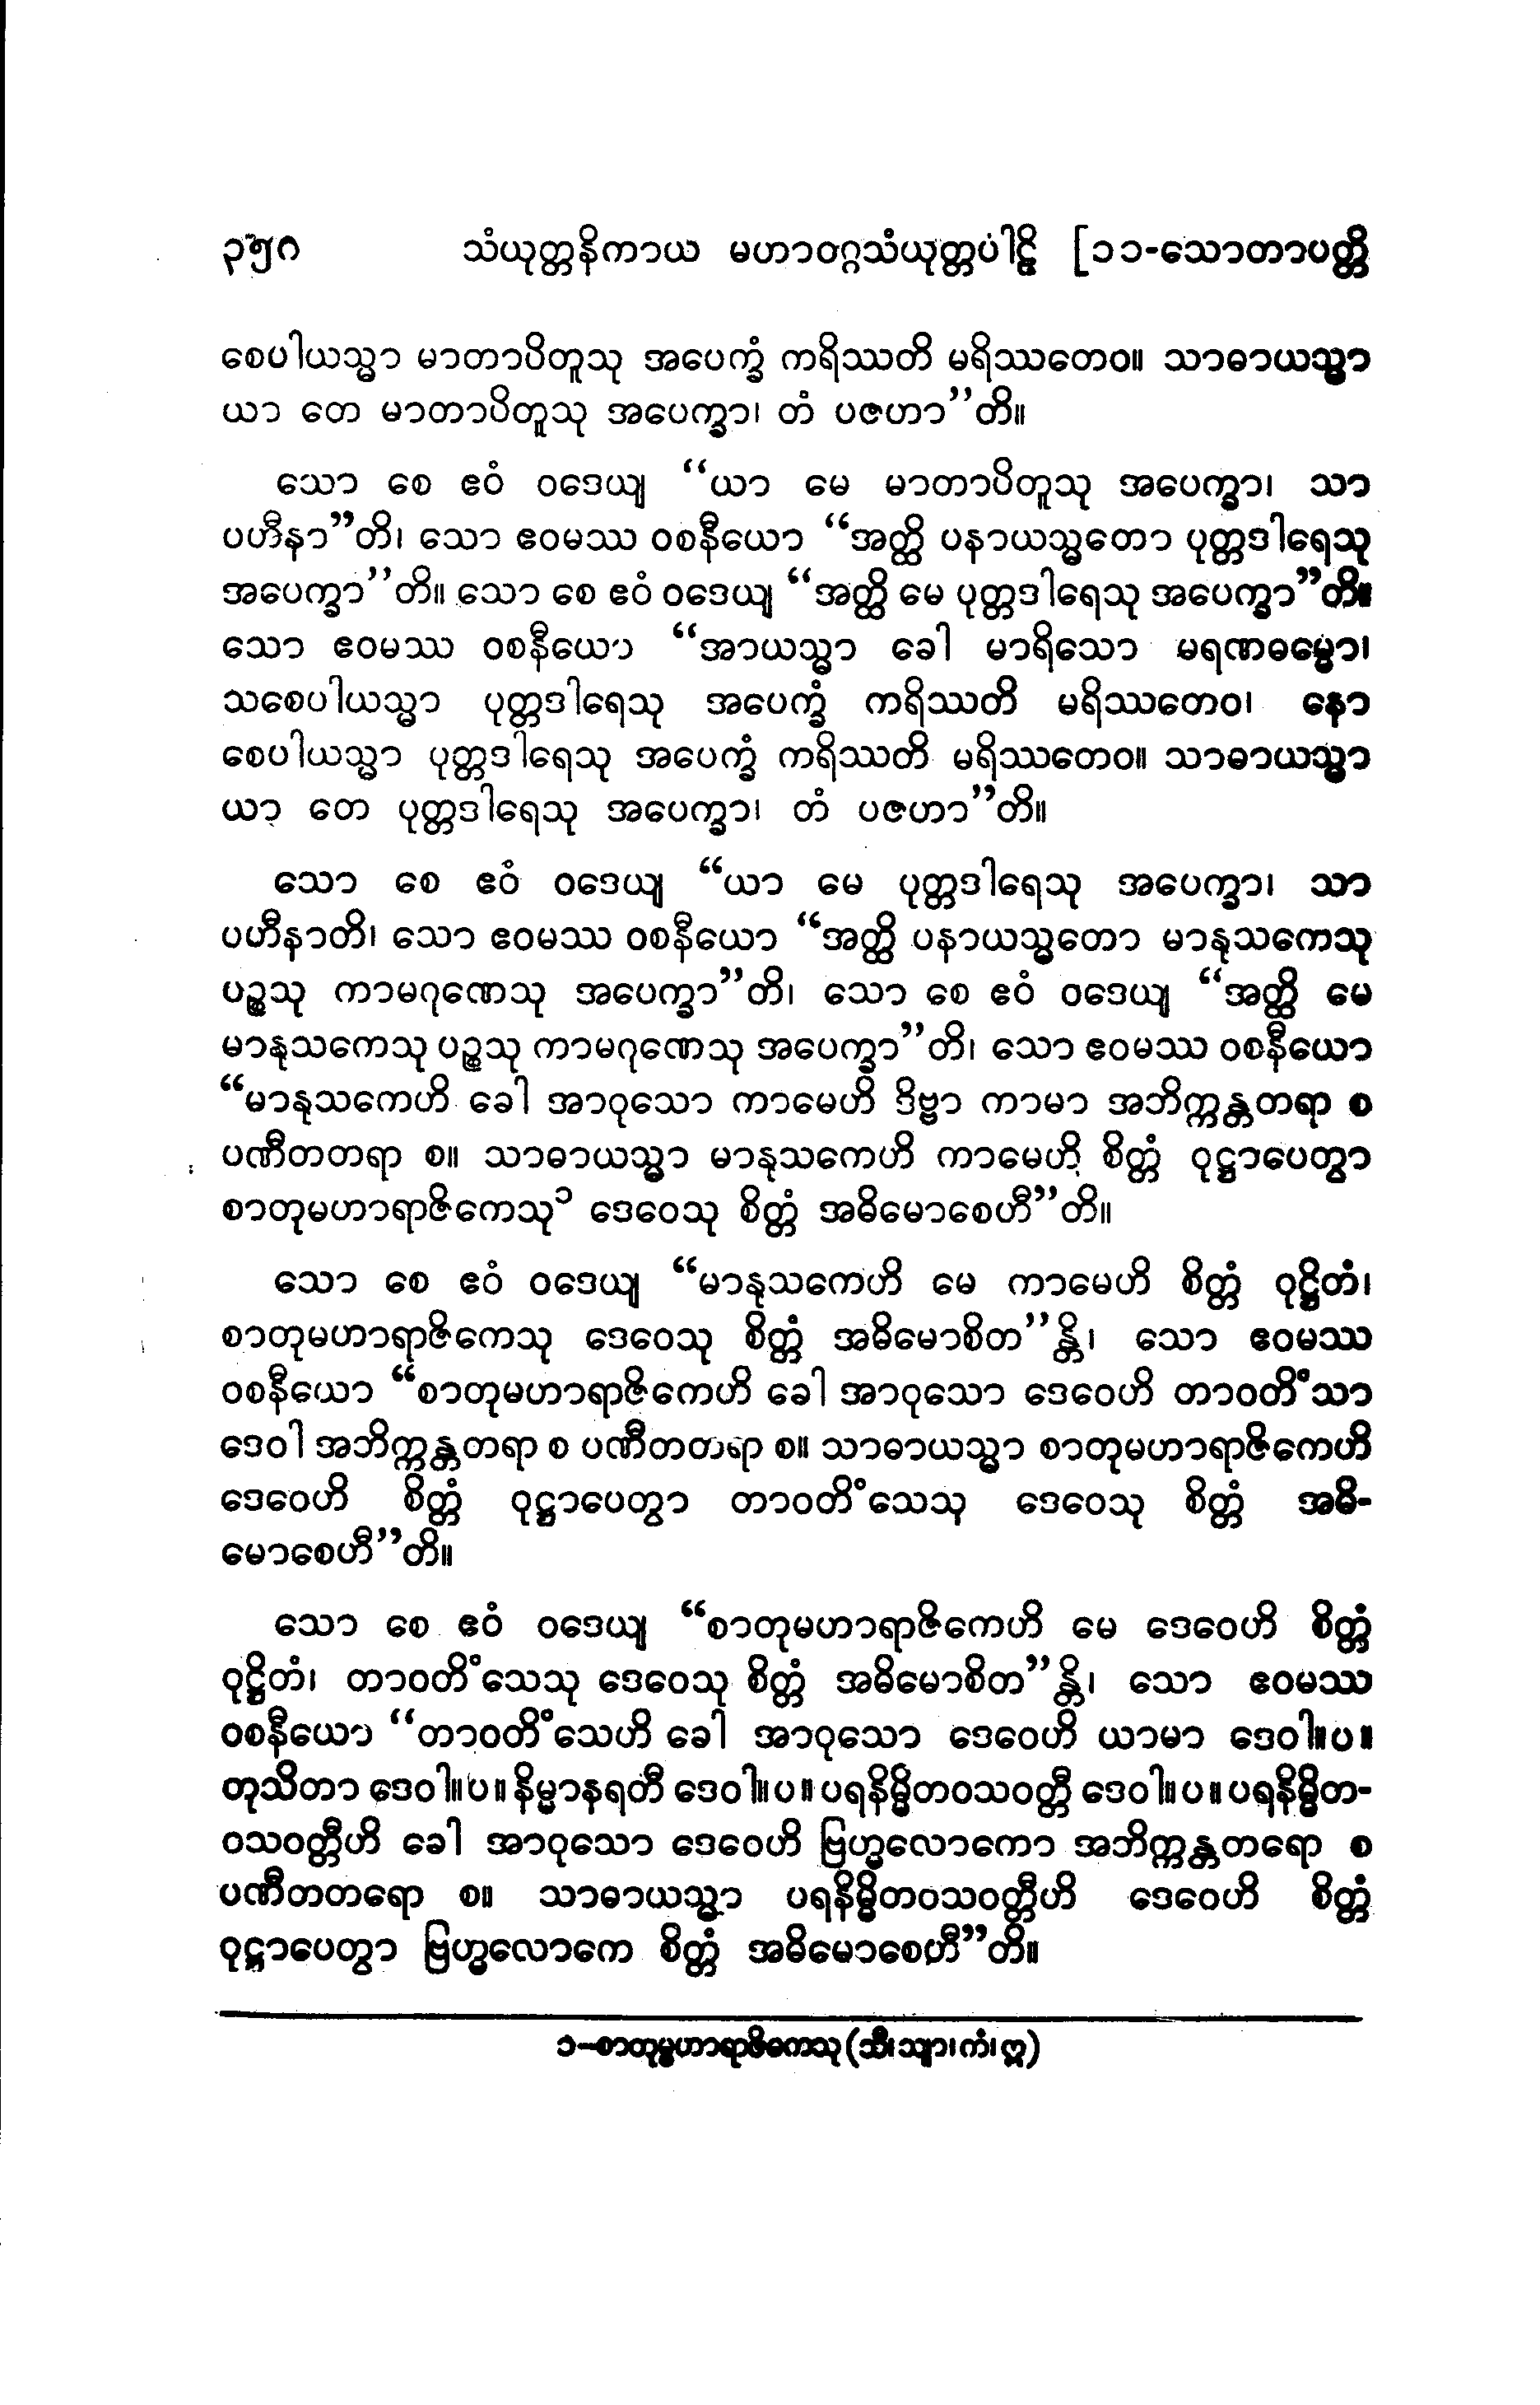 ၃၅၈ သံယုတ္တနိကာယ မဟာဝဂ္ဂသံယုတ္တပါဠိ [၁၁-သောတာပတ္တိ
စေပါယသ္မာ မာတာပိတူသု အပေက္ခံ ကရိဿတိ မရိဿတေဝ။ သာဓာယသ္မာ
ယာ တေ မာတာပိတူသု အပေက္ခာ၊ တံ ပဇဟာ”တိ။
သော စေ ဧဝံ ဝဒေယျ “ယာ မေ မာတာပိတူသု အပေက္ခာ၊ သာ
ပဟီနာ”တိ၊ သော ဧဝမဿ ဝစနီယော “အတ္ထိ ပနာယသ္မတော ပုတ္တဒါရေသု
အပေက္ခာ”တိ။ သော စေ ဧဝံ ဝဒေယျ “အတ္ထိ မေ ပုတ္တဒါရေသု အပေက္ခာ”တိ။
သော ဧဝမဿ ဝစနီယော “အာယသ္မာ ခေါ မာရိသော မရဏဓမ္မော၊
သစေပါယသ္မာ ပုတ္တဒါရေသု အပေက္ခံ ကရိဿတိ မရိဿတေဝ၊ နော
စေပါယသ္မာ ပုတ္တဒါရေသု အပေက္ခံ ကရိဿတိ မရိဿတေဝ။ သာဓာယသ္မာ
ယာ တေ ပုတ္တဒါရေသု အပေက္ခာ၊ တံ ပဇဟာ”တိ။
သော စေ ဧဝံ ဝဒေယျ “ယာ မေ ပုတ္တဒါရေသု အပေက္ခာ၊ သာ
ပဟီနာတိ၊ သော ဧဝမဿ ဝစနီယော “အတ္ထိ ပနာယသ္မတော မာနုသကေသု
ပဉ္စသု ကာမဂုဏေသု အပေက္ခာ”တိ၊ သော စေ ဧဝံ ဝဒေယျ “အတ္ထိ မေ
မာနုသကေသု ပဉ္စသု ကာမဂုဏေသု အပေက္ခာ”တိ၊ သော ဧဝမဿ ဝစနီယော
“မာနုသကေဟိ ခေါ အာဝုသော ကာမေဟိ ဒိဗ္ဗာ ကာမာ အဘိက္ကန္တတရာ စ
ပဏီတတရာ စ။ သာဓာယသ္မာ မာနုသကေဟိ ကာမေဟိ စိတ္တံ ဝုဋ္ဌာပေတွာ
စာတုမဟာရာဇိကေသု<sup>၁</sup> ဒေဝေသု စိတ္တံ အဓိမောစေဟီ”တိ။
သော စေ ဧဝံ ဝဒေယျ “မာနုသကေဟိ မေ ကာမေဟိ စိတ္တံ ဝုဋ္ဌိတံ၊
စာတုမဟာရာဇိကေသု ဒေဝေသု စိတ္တံ အဓိမောစိတ”န္တိ၊ သော ဧဝမဿ
ဝစနီယော “စာတုမဟာရာဇိကေဟိ ခေါ အာဝုသော ဒေဝေဟိ တာဝတိံသာ
ဒေဝါ အဘိက္ကန္တတရာ စ ပဏီတတရာ စ။ သာဓာယသ္မာ စာတုမဟာရာဇိကေဟိ
ဒေဝေဟိ စိတ္တံ ဝုဋ္ဌာပေတွာ တာဝတိံသေသု ဒေဝေသု စိတ္တံ အဓိ-
မောစေဟီ”တိ။
သော စေ ဧဝံ ဝဒေယျ “စာတုမဟာရာဇိကေဟိ မေ ဒေဝေဟိ စိတ္တံ
ဝုဋ္ဌိတံ၊ တာဝတိံသေသု ဒေဝေသု စိတ္တံ အဓိမောစိတ”န္တိ၊ သော ဧဝမဿ
ဝစနီယော “တာဝတိံသေဟိ ခေါ အာဝုသော ဒေဝေဟိ ယာမာ ဒေဝါ။ပ။
တုသိတာ ဒေဝါ။ပ။နိမ္မာနရတီ ဒေဝါ။ပ။ပရနိမ္မိတဝသဝတ္တီ ဒေဝါ။ပ။ပရနိမ္မိတ-
ဝသဝတ္တီဟိ ခေါ အာဝုသော ဒေဝေဟိ ဗြဟ္မလောကော အဘိက္ကန္တတရော စ
ပဏီတတရော စ။ သာဓာယသ္မာ ပရနိမ္မိတဝသဝတ္တီဟိ ဒေဝေဟိ စိတ္တံ
ဝုဋ္ဌာပေတွာ ဗြဟ္မလောကေ စိတ္တံ အဓိမောစေဟီ”တိ။
၁-စာတုမ္မဟာရာဇိကေသု (သီ၊သျာ၊ကံ၊ဣ)